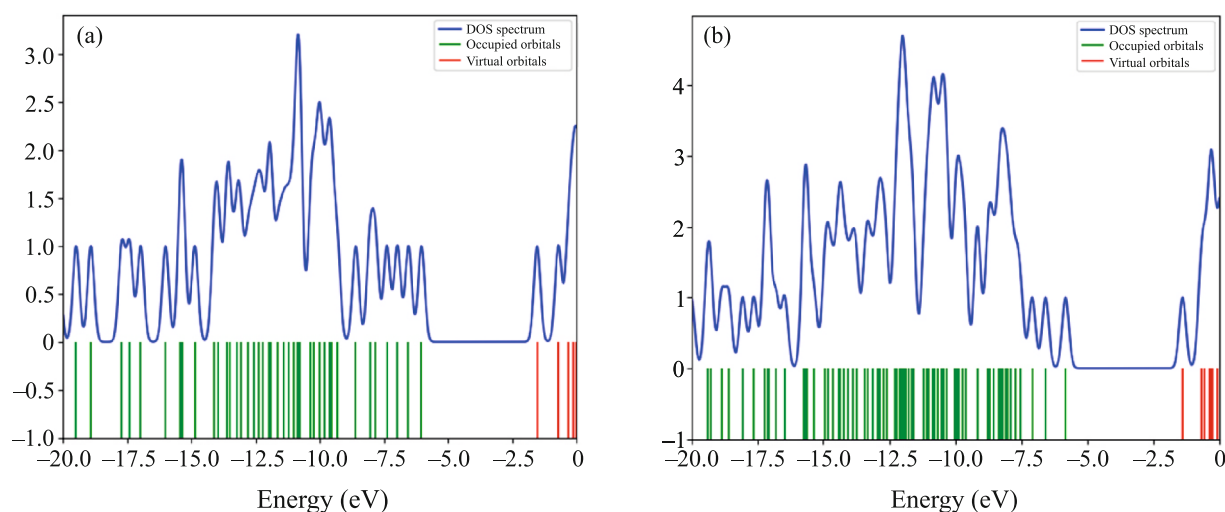 (a)
DOS spectrum
Occupied orbitals
Virtual orbitals
3.0
2.5
2.0
1.5
1.0
0.5
0
–0.5
–1.0
–20.0 –17.5 –15.0 –12.5 –10.0 –7.5 –5.0 –2.5 0
Energy (eV)
(b)
DOS spectrum
Occupied orbitals
Virtual orbitals
4
3
2
1
0
–1
–20.0 –17.5 –15.0 –12.5 –10.0 –7.5 –5.0 –2.5 0
Energy (eV)